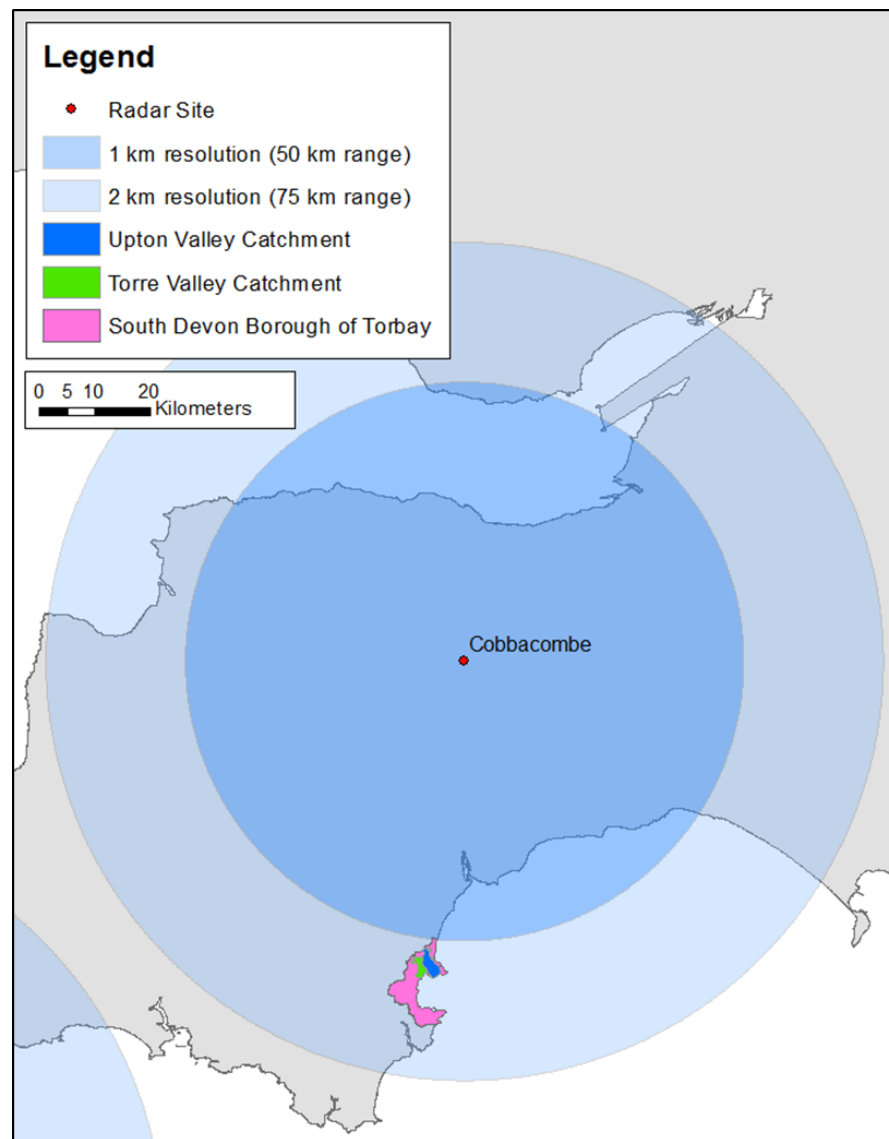 Legend
Radar Site
1 km resolution (50 km range)
2 km resolution (75 km range)
Upton Valley Catchment
Torre Valley Catchment
South Devon Borough of Torbay
0 5 10 20
Kilometers
Cobbacombe